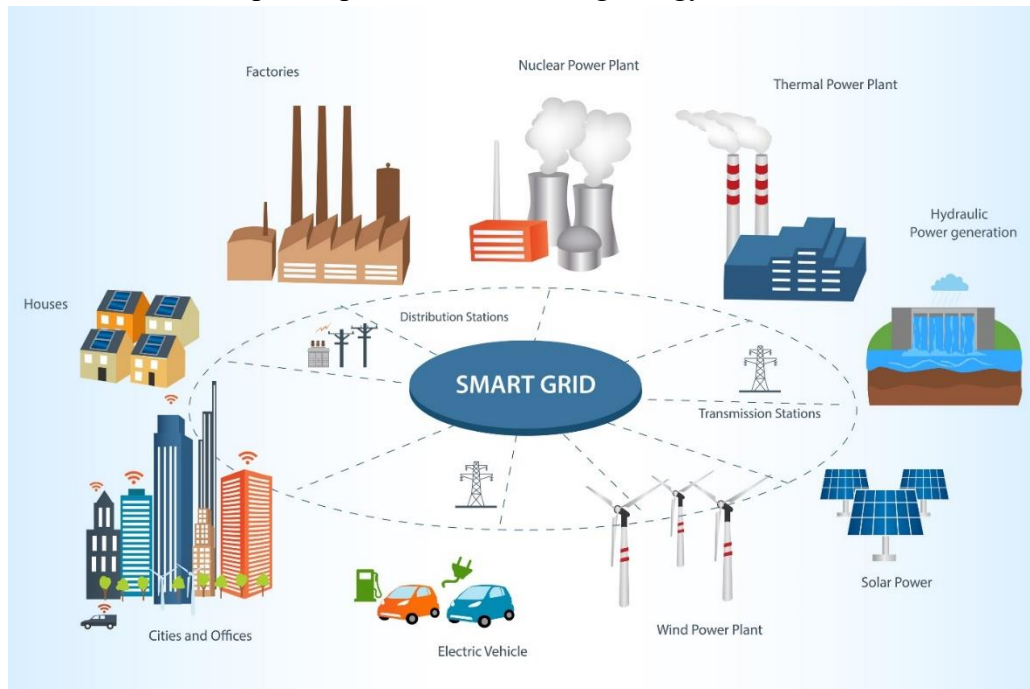 Factories
Nuclear Power Plant
Thermal Power Plant
Hydraulic
Power generation
Houses
Distribution Stations
SMART GRID
Transmission Stations
Solar Power
Wind Power Plant
Cities and Offices
Electric Vehicle